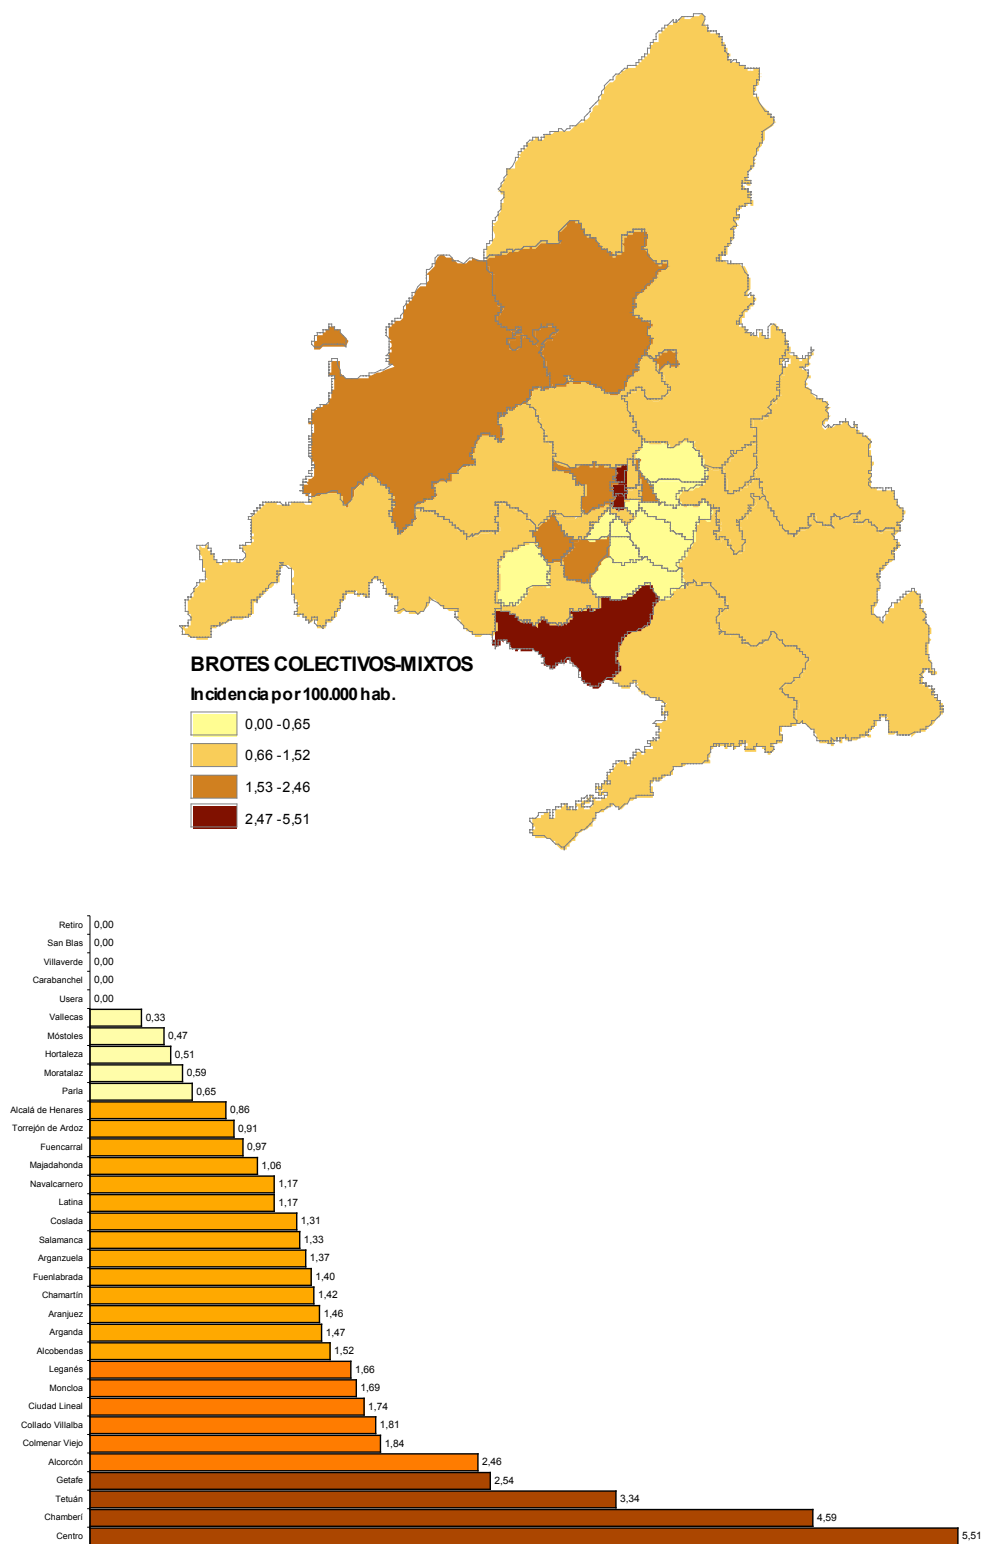 BROTES COLECTIVOS-MIXTOS
Incidencia por 100.000 hab.
0,00 -0,65
0,66 -1,52
1,53 -2,46
2,47 -5,51
Retiro 0,00
San Blas 0,00
Villaverde 0,00
Carabanchel 0,00
Usera 0,00
Vallecas 0,33
Móstoles 0,47
Hortaleza 0,51
Moratalaz 0,59
Parla 0,65
Alcalá de Henares 0,86
Torrejón de Ardoz 0,91
Fuencarral 0,97
Majadahonda 1,06
Navalcarnero 1,17
Latina 1,17
Coslada 1,31
Salamanca 1,33
Arganzuela 1,37
Fuenlabrada 1,40
Chamartín 1,42
Aranjuez 1,46
Arganda 1,47
Alcobendas 1,52
Leganés 1,66
Moncloa 1,69
Ciudad Lineal 1,74
Collado Villalba 1,81
Colmenar Viejo 1,84
Alcorcón 2,46
Getafe 2,54
Tetuán 3,34
Chamberí 4,59
Centro 5,51